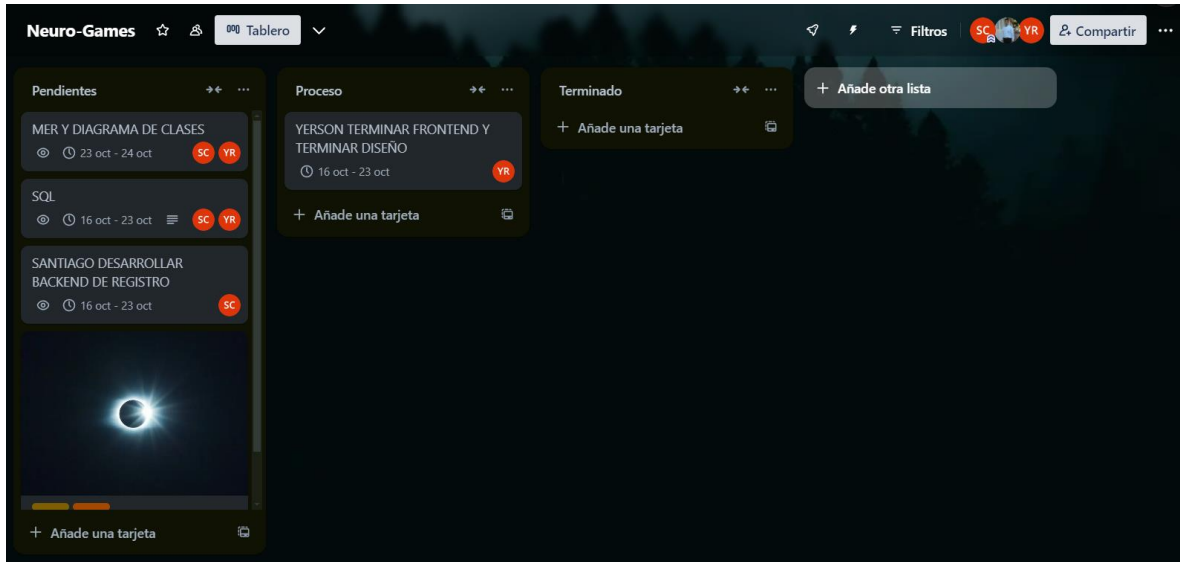 Neuro-Games
Tablero
Filtros
SC
YR
Compartir
Pendientes
MER Y DIAGRAMA DE CLASES
23 oct - 24 oct
SC YR
SQL
16 oct - 23 oct
SC YR
SANTIAGO DESARROLLAR
BACKEND DE REGISTRO
16 oct - 23 oct
SC
+ Añade una tarjeta
Proceso
YERSON TERMINAR FRONTEND Y
TERMINAR DISEÑO
16 oct - 23 oct
YR
+ Añade una tarjeta
Terminado
+ Añade una tarjeta
+ Añade otra lista